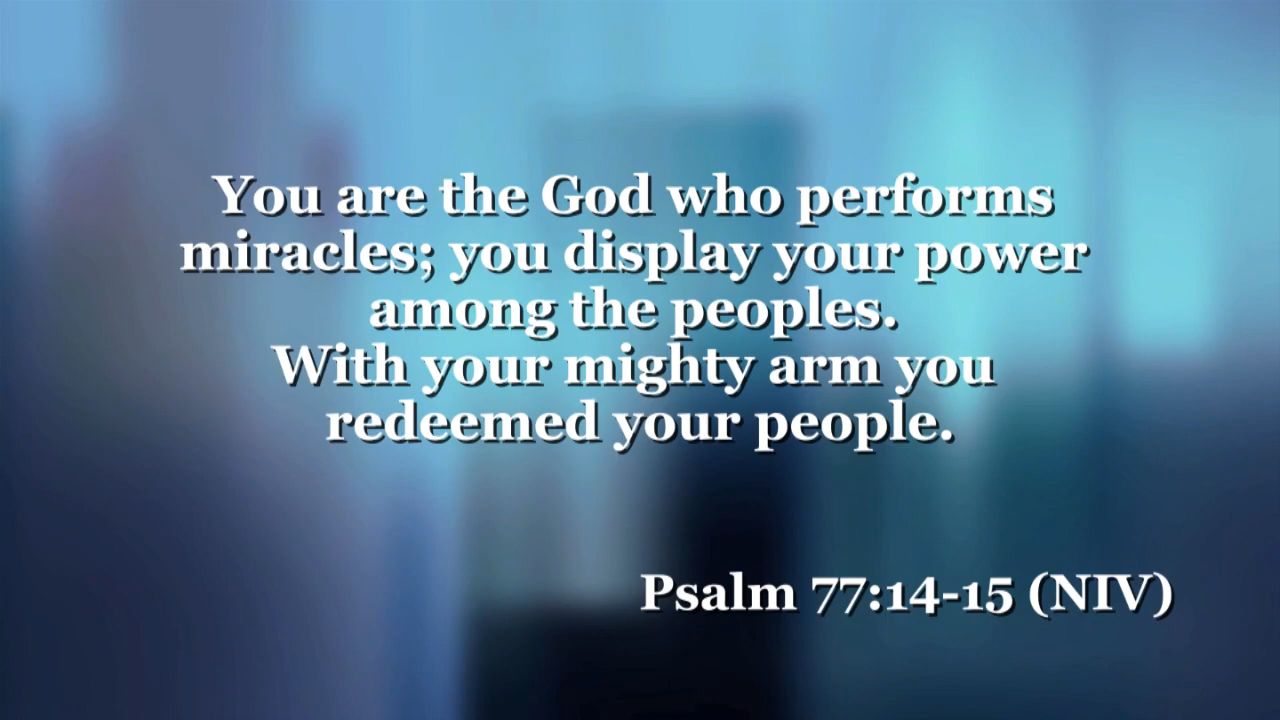 You are the God who performs
miracles; you display your power
among the peoples.
With your mighty arm you
redeemed your people.
Psalm 77:14-15 (NIV)